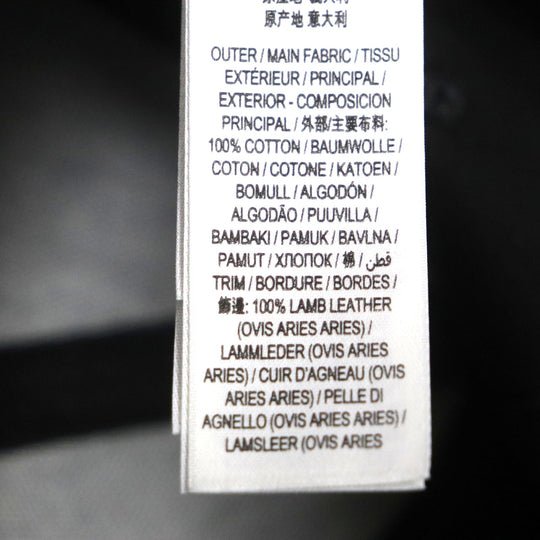 原产地 意大利
OUTER / MAIN FABRIC / TISSU
EXTÉRIEUR / PRINCIPAL /
EXTERIOR - COMPOSICION
PRINCIPAL / 外部/主要布料:
100% COTTON / BAUMWOLLE /
COTON / COTONE / KATOEN /
BOMULL / ALGODÓN /
ALGODÃO / PUUVILLA /
BAMBAKI / PAMUK / BAVLNA /
PAMUT / ХЛОПОК / 棉 / قطن /
TRIM / BORDURE / BORDES /
飾邊: 100% LAMB LEATHER
(OVIS ARIES ARIES) /
LAMMLEDER (OVIS ARIES
ARIES) / CUIR D'AGNEAU (OVIS
ARIES ARIES) / PELLE DI
AGNELLO (OVIS ARIES ARIES) /
LAMSLEER (OVIS ARIES